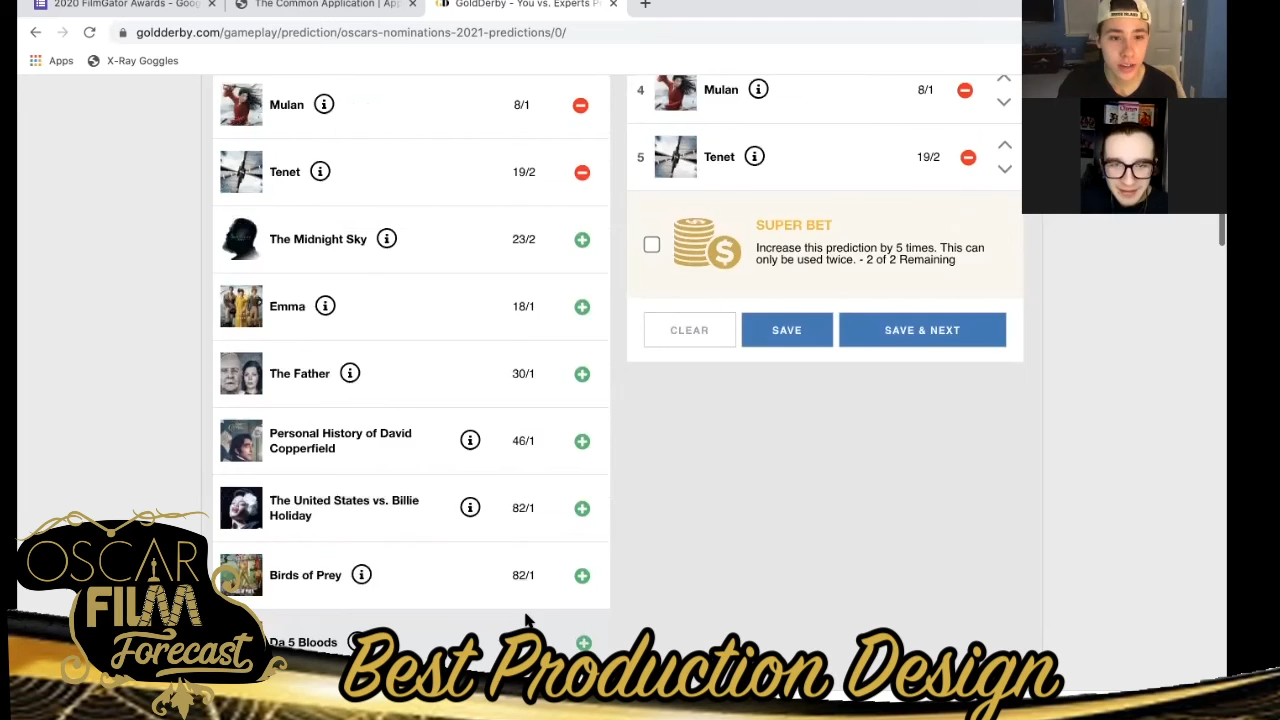 2020 FilmGator Awards - Goog
The Common Application | App
GoldDerby – You vs. Experts P
goldderby.com/gameplay/prediction/oscars-nominations-2021-predictions/0/
Apps
X-Ray Goggles
Mulan 8/1
Tenet 19/2
The Midnight Sky 23/2
Emma 18/1
The Father 30/1
Personal History of David
Copperfield 46/1
The United States vs. Billie
Holiday 82/1
Birds of Prey 82/1
Da 5 Bloods
4 Mulan 8/1
5 Tenet 19/2
SUPER BET
Increase this prediction by 5 times. This can
only be used twice. - 2 of 2 Remaining
CLEAR
SAVE
SAVE & NEXT
OSCAR
FILM
Forecast
Best Production Design